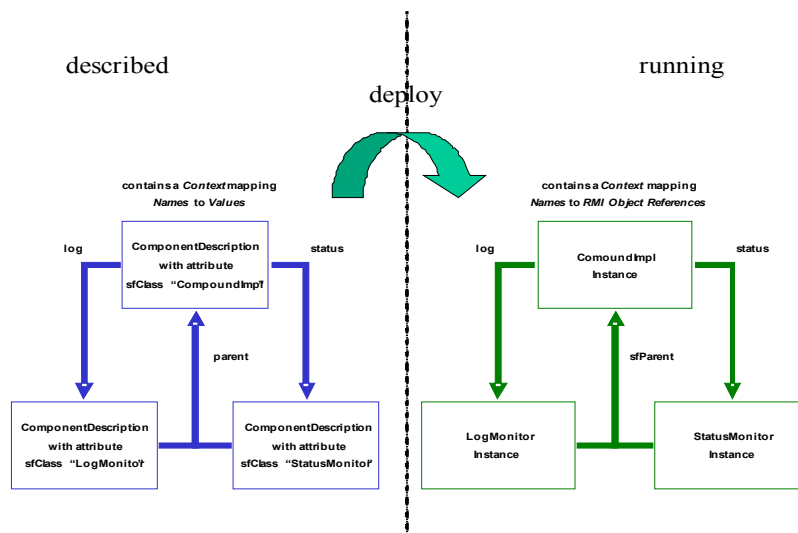 described
running
deploy
contains a Context mapping
Names to Values
log
status
ComponentDescription
with attribute
sfClass “CompoundImpl”
parent
ComponentDescription
with attribute
sfClass “LogMonitor”
ComponentDescription
with attribute
sfClass “StatusMonitor”
contains a Context mapping
Names to RMI Object References
log
status
ComoundImpl
Instance
sfParent
LogMonitor
Instance
StatusMonitor
Instance